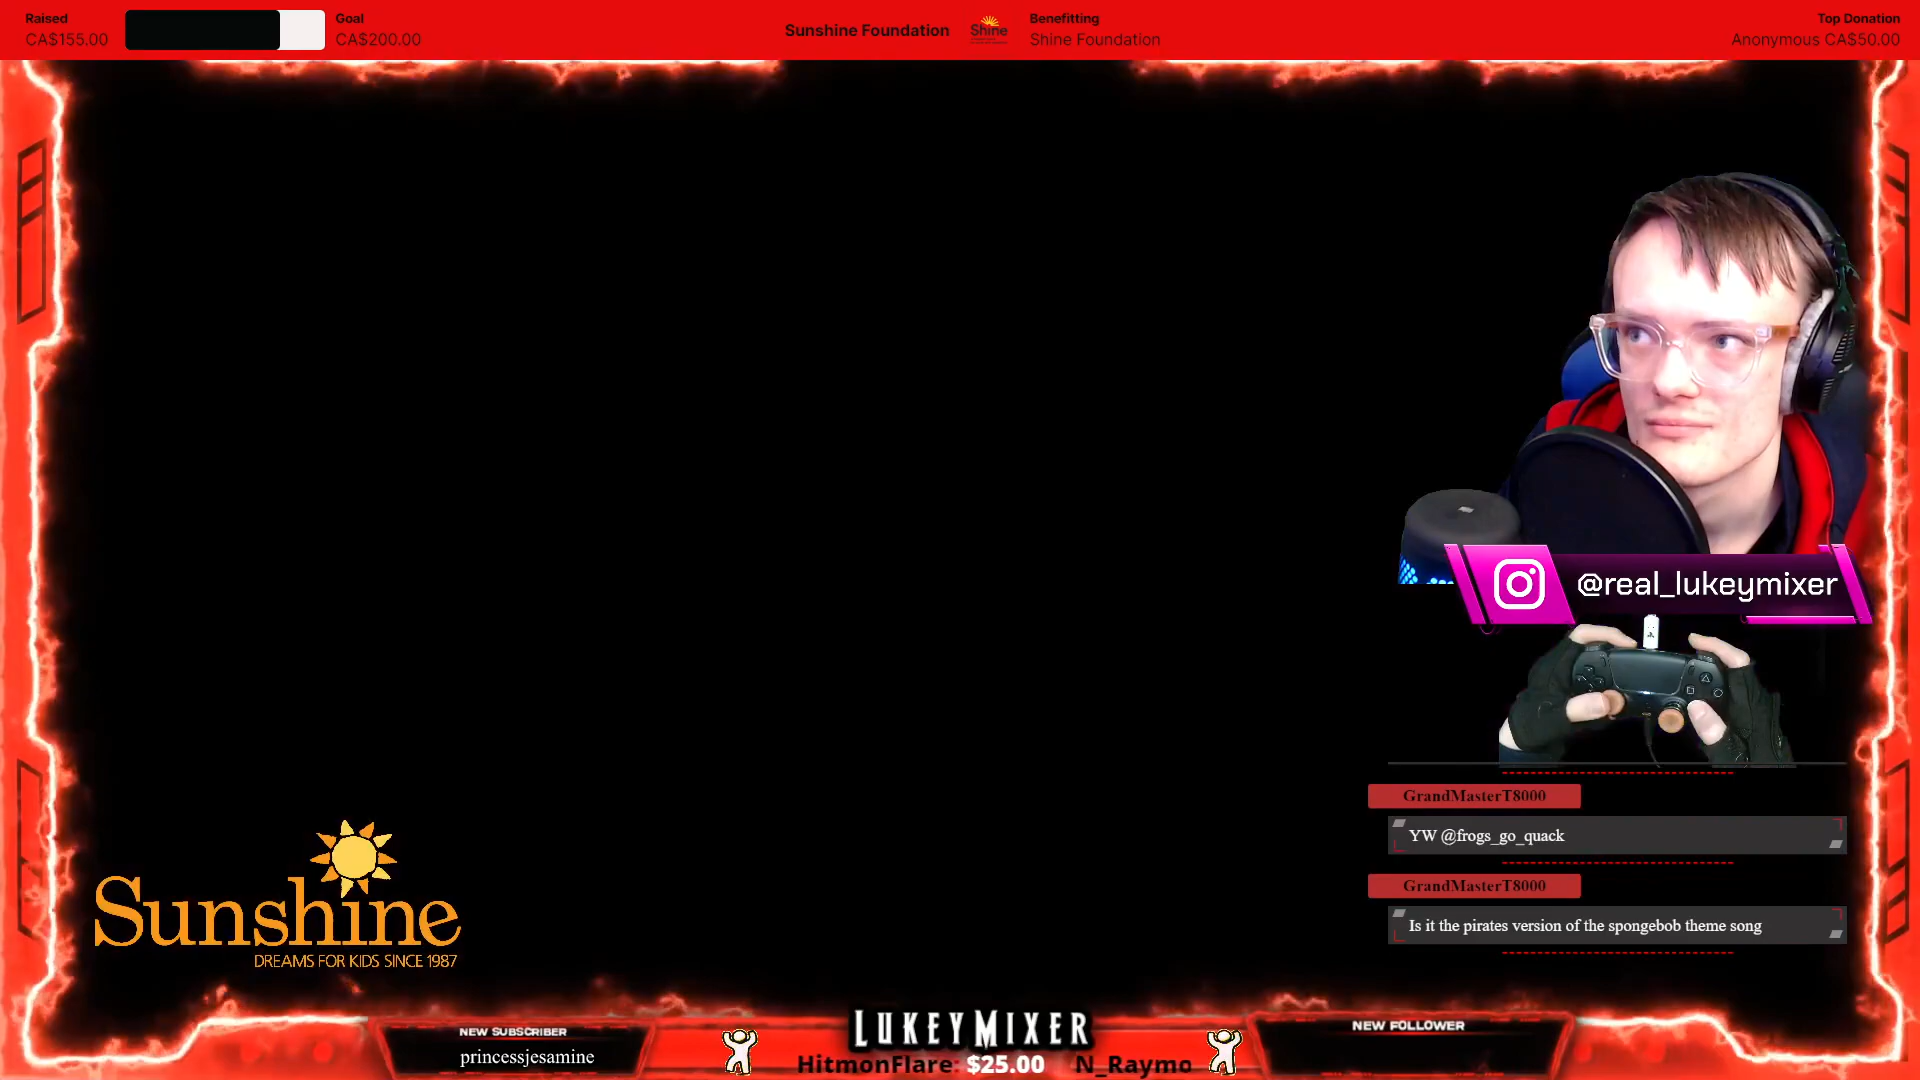 Raised
CA$155.00
Goal
CA$200.00
Sunshine Foundation
Shine
Benefitting
Shine Foundation
Top Donation
Anonymous CA$50.00
@real_lukeymixer
GrandMasterT8000
YW @frogs_go_quack
GrandMasterT8000
Is it the pirates version of the spongebob theme song
Sunshine
DREAMS FOR KIDS SINCE 1987
NEW SUBSCRIBER
princessjesamine
LUKEYMIXER
HitmonFlare: $25.00 N_Raymo
NEW FOLLOWER